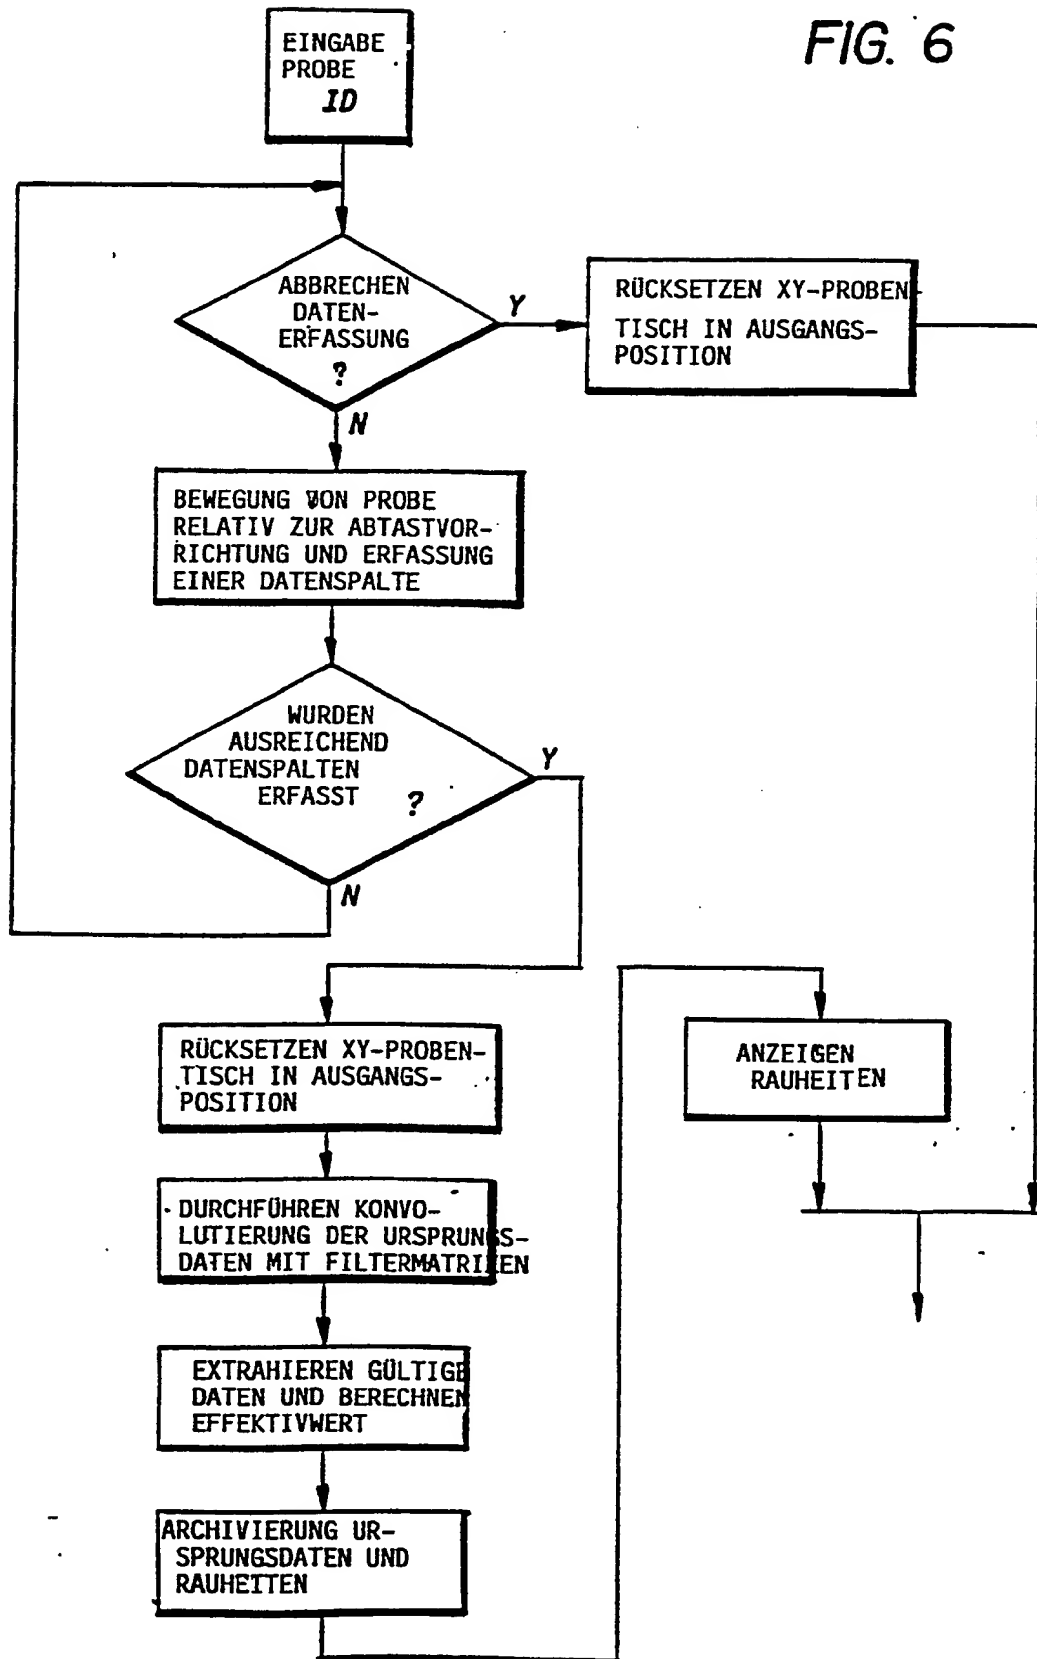 FIG. 6
EINGABE
PROBE
ID
ABBRECHEN
DATEN-
ERFASSUNG
?
Y
N
RÜCKSETZEN XY-PROBEN-
TISCH IN AUSGANGS-
POSITION
BEWEGUNG VON PROBE
RELATIV ZUR ABTASTVOR-
RICHTUNG UND ERFASSUNG
EINER DATENSPALTE
WURDEN
AUSREICHEND
DATENSPALTEN
ERFASST ?
Y
N
RÜCKSETZEN XY-PROBEN-
TISCH IN AUSGANGS-
POSITION
DURCHFÜHREN KONVO-
LUTIERUNG DER URSPRUNGS-
DATEN MIT FILTERMATRIZEN
EXTRAHIEREN GÜLTIGE
DATEN UND BERECHNEN
EFFEKTIVWERT
ARCHIVIERUNG UR-
SPRUNGSDATEN UND
RAUHEITEN
ANZEIGEN
RAUHEITEN